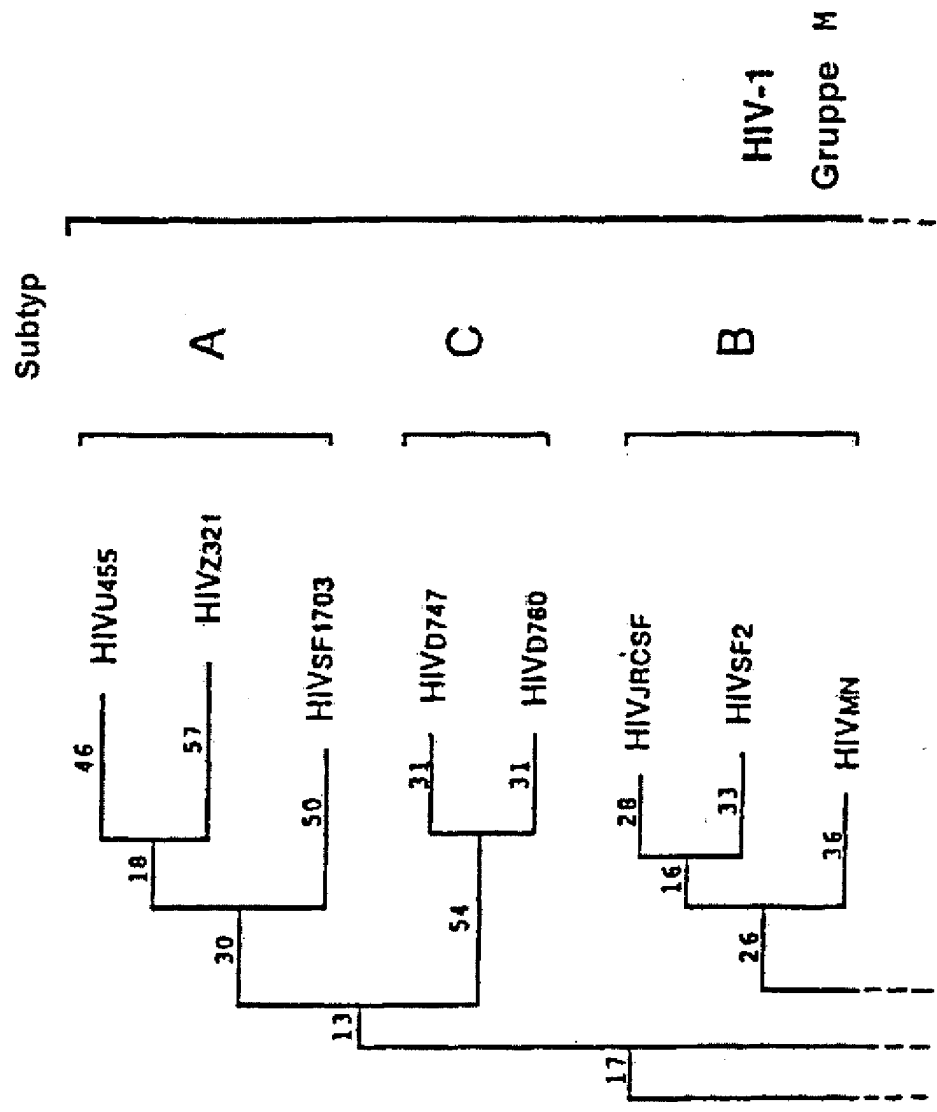 Subtyp
HIVU455
46
A
18
HIVZ321
57
30
HIVSF1703
50
13
HIVD747
31
C
54
HIVD760
31
17
HIVJRCSF
28
16
HIVSF2
33
B
26
HIVMN
36
HIV-1
Gruppe M